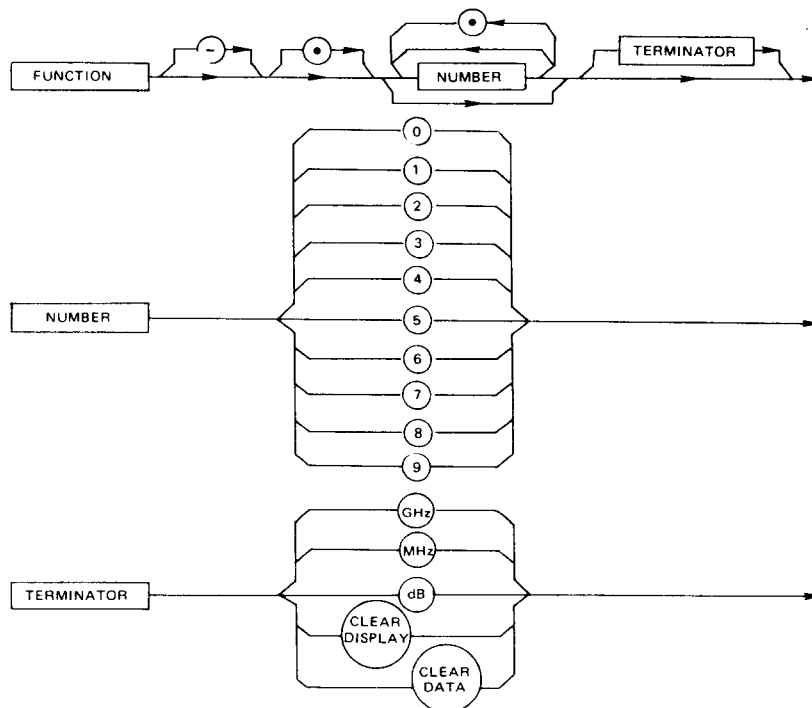 -
•
•
FUNCTION
NUMBER
TERMINATOR
0
1
2
3
4
NUMBER
5
6
7
8
9
GHz
MHz
TERMINATOR
dB
CLEAR
DISPLAY
CLEAR
DATA